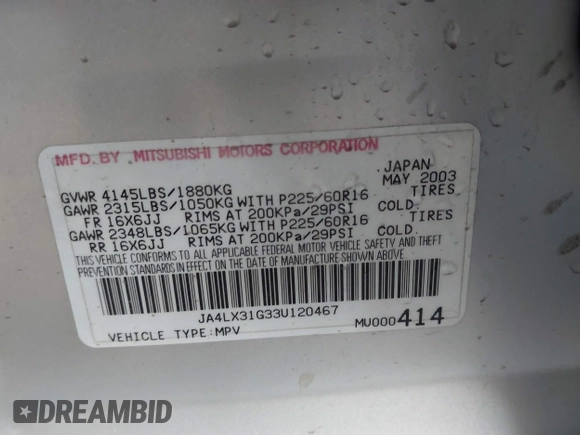 MFD. BY MITSUBISHI MOTORS CORPORATION
JAPAN
GVWR 4145LBS/1880KG MAY 2003
GAWR 2315LBS/1050KG WITH P225/60R16 TIRES
FR 16X6JJ RIMS AT 200KPa/29PSI COLD.
GAWR 2348LBS/1065KG WITH P225/60R16 TIRES
RR 16X6JJ RIMS AT 200KPa/29PSI COLD.
THIS VEHICLE CONFORMS TO ALL APPLICABLE FEDERAL MOTOR VEHICLE SAFETY AND THEFT
PREVENTION STANDARDS IN EFFECT ON THE DATE OF MANUFACTURE SHOWN ABOVE.
JA4LX31G33U120467
VEHICLE TYPE:MPV MU000414
DREAMBID